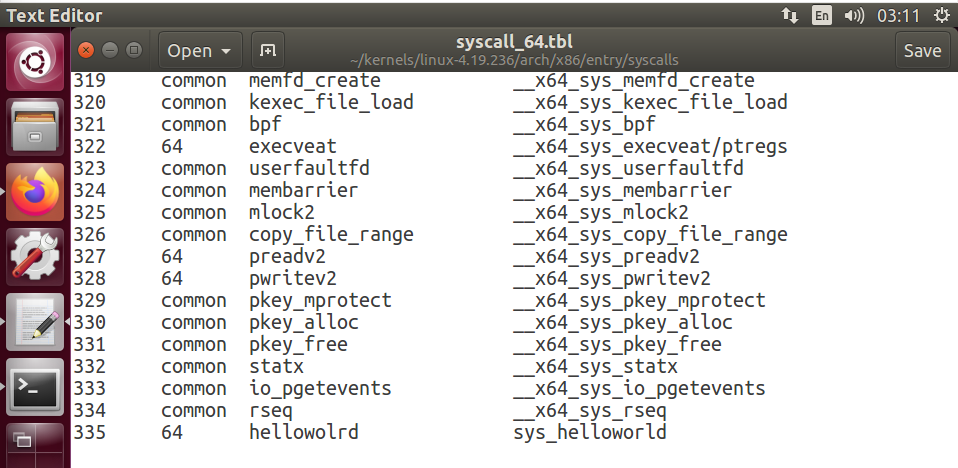 Text Editor En 03:11
Open syscall_64.tbl Save
~/kernels/linux-4.19.236/arch/x86/entry/syscalls
319 common memfd_create __x64_sys_memfd_create
320 common kexec_file_load __x64_sys_kexec_file_load
321 common bpf __x64_sys_bpf
322 64 execveat __x64_sys_execveat/ptregs
323 common userfaultfd __x64_sys_userfaultfd
324 common membarrier __x64_sys_membarrier
325 common mlock2 __x64_sys_mlock2
326 common copy_file_range __x64_sys_copy_file_range
327 64 preadv2 __x64_sys_preadv2
328 64 pwritev2 __x64_sys_pwritev2
329 common pkey_mprotect __x64_sys_pkey_mprotect
330 common pkey_alloc __x64_sys_pkey_alloc
331 common pkey_free __x64_sys_pkey_free
332 common statx __x64_sys_statx
333 common io_pgetevents __x64_sys_io_pgetevents
334 common rseq __x64_sys_rseq
335 64 hellowolrd sys_helloworld